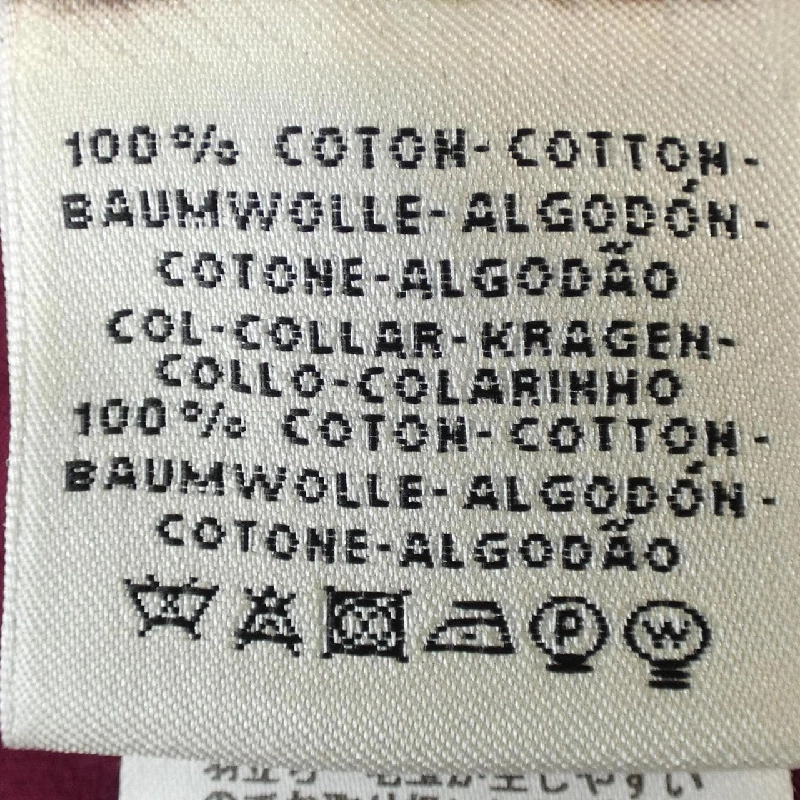 100% COTON-COTTON-
BAUMWOLLE-ALGODÓN-
COTONE-ALGODÃO
COL-COLLAR-KRAGEN-
COLLO-COLARINHO
100% COTON-COTTON-
BAUMWOLLE-ALGODÓN-
COTONE-ALGODÃO
P W